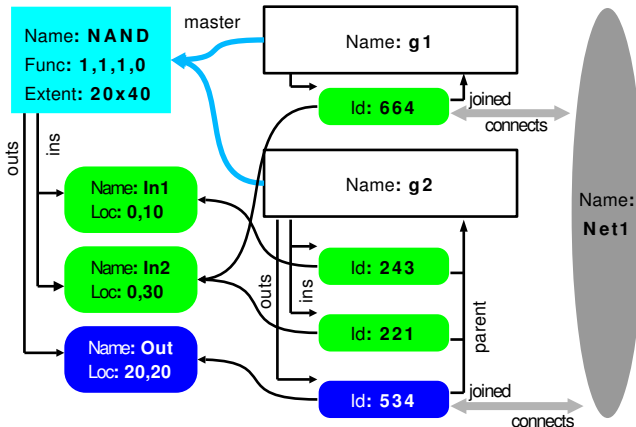 Name: NAND
Func: 1,1,1,0
Extent: 20x40
master
Name: g1
Id: 664
joined
connects
outs
ins
Name: In1
Loc: 0,10
Name: In2
Loc: 0,30
Name: Out
Loc: 20,20
Name: g2
outs
ins
Id: 243
Id: 221
Id: 534
parent
joined
connects
Name:
Net1